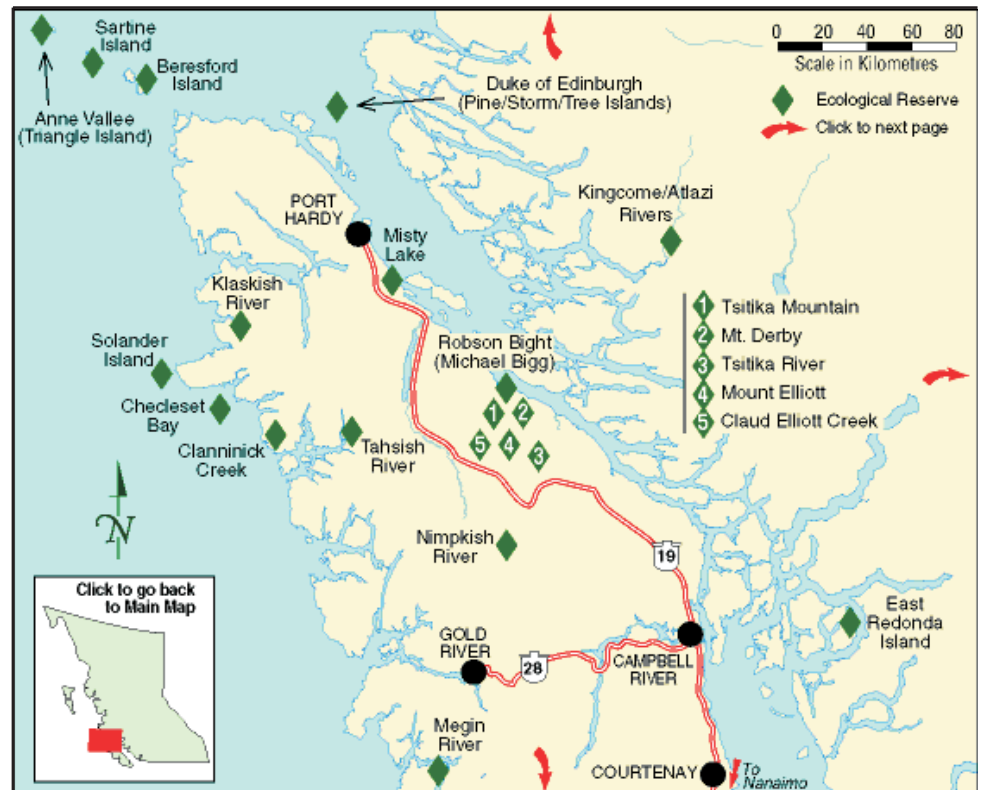 Sartine
Island
Beresford
Island
Anne Vallee
(Triangle Island)
Duke of Edinburgh
(Pine/Storm/Tree Islands)
0 20 40 60 80
Scale in Kilometres
Ecological Reserve
Click to next page
PORT
HARDY
Misty
Lake
Kingcome/Atlazi
Rivers
Klaskish
River
Solander
Island
Checleset
Bay
Clanninick
Creek
Tahsish
River
Robson Bight
(Michael Bigg)
1 2
5 4 3
1 Tsitika Mountain
2 Mt. Derby
3 Tsitika River
4 Mount Elliott
5 Claud Elliott Creek
N
Nimpkish
River
19
Click to go back
to Main Map
GOLD
RIVER
28
CAMPBELL
RIVER
East
Redonda
Island
Megin
River
COURTENAY
To
Nanaimo